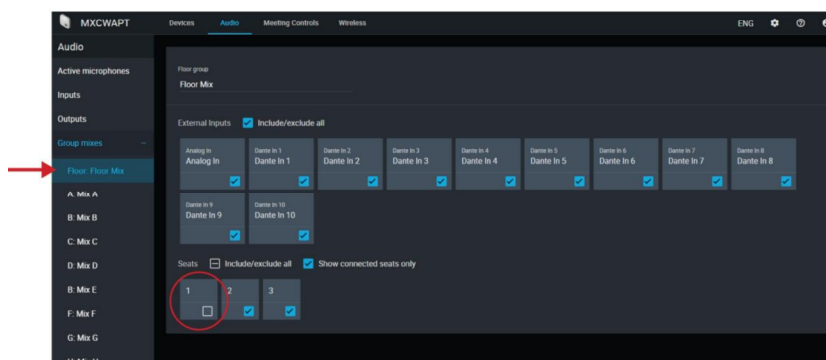 MXCWAPT
Devices Audio Meeting Controls Wireless
ENG
Audio
Active microphones
Inputs
Outputs
Group mixes
Floor: Floor Mix
A: Mix A
B: Mix B
C: Mix C
D: Mix D
B: Mix E
F: Mix F
G: Mix G
Floor group
Floor Mix
External Inputs Include/exclude all
Analog In Dante In 1 Dante In 2 Dante In 3 Dante In 4 Dante In 5 Dante In 6 Dante In 7 Dante In 8
Analog In Dante In 1 Dante In 2 Dante In 3 Dante In 4 Dante In 5 Dante In 6 Dante In 7 Dante In 8
Dante In 9 Dante In 10
Dante In 9 Dante In 10
Seats Include/exclude all Show connected seats only
1 2 3